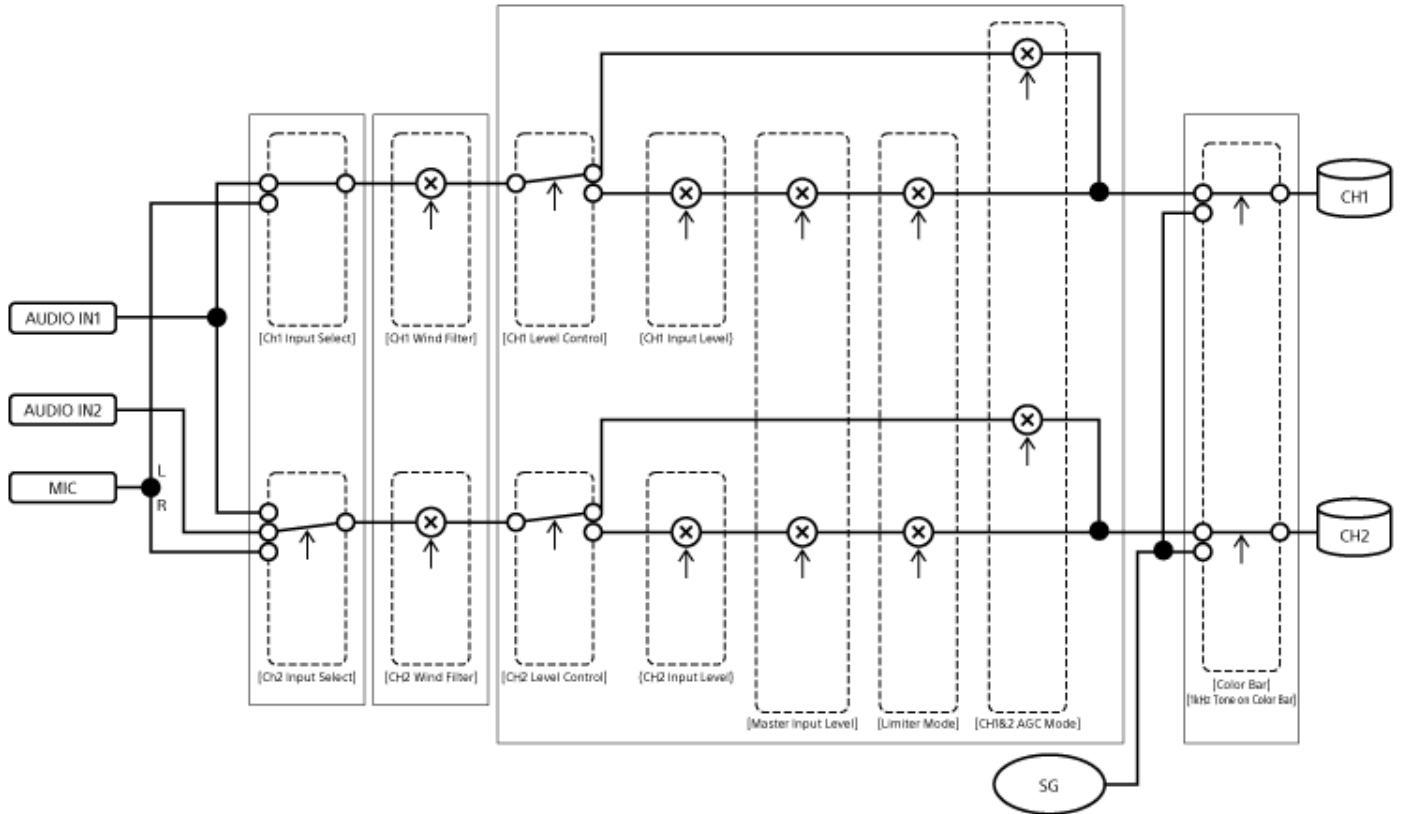 AUDIO IN1
AUDIO IN2
MIC
L
R
[Ch1 Input Select]
[CH1 Wind Filter]
[CH1 Level Control]
[CH1 Input Level}
CH1
[Ch2 Input Select]
[CH2 Wind Filter]
[CH2 Level Control]
{CH2 Input Level}
[Master Input Level]
[Limiter Mode]
[CH1&2 AGC Mode]
CH2
[Color Bar]
[1kHz Tone on Color Bar]
SG